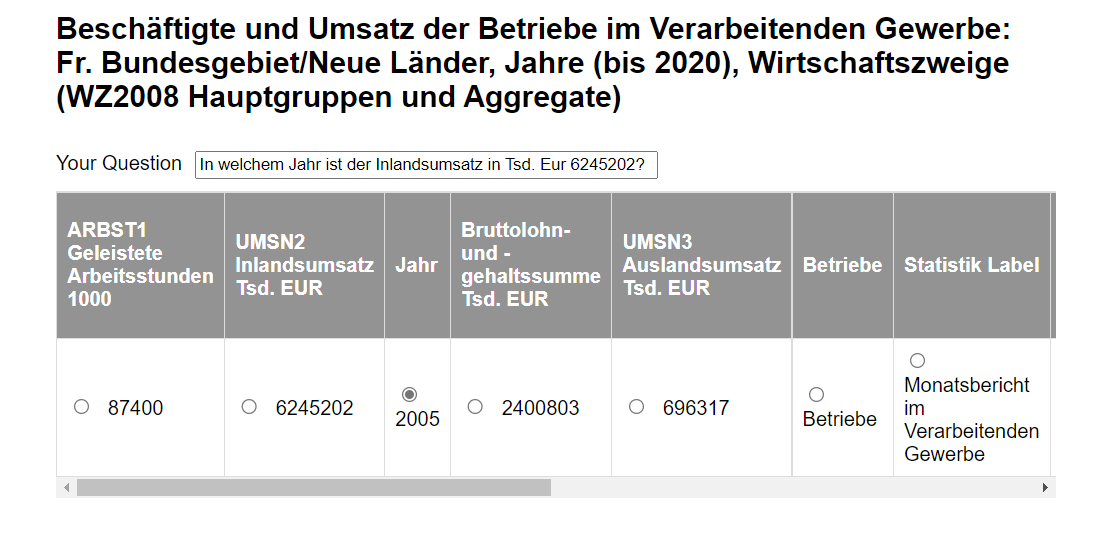 Beschäftigte und Umsatz der Betriebe im Verarbeitenden Gewerbe:
Fr. Bundesgebiet/Neue Länder, Jahre (bis 2020), Wirtschaftszweige
(WZ2008 Hauptgruppen und Aggregate)
Your Question In welchem Jahr ist der Inlandsumsatz in Tsd. Eur 6245202?
ARBST1
Geleistete
Arbeitsstunden
1000
UMSN2
Inlandsumsatz
Tsd. EUR
Jahr
Bruttolohn-
und -
gehaltssumme
Tsd. EUR
UMSN3
Auslandsumsatz
Tsd. EUR
Betriebe
Statistik Label
87400
6245202
2005
2400803
696317
Betriebe
Monatsbericht
im
Verarbeitenden
Gewerbe